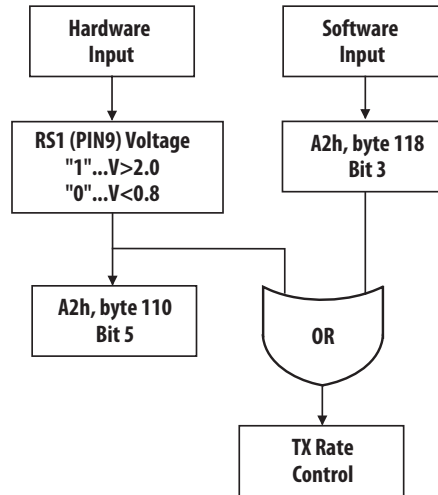 Hardware
Input
Software
Input
RS1 (PIN9) Voltage
"1"...V>2.0
"0"...V<0.8
A2h, byte 118
Bit 3
A2h, byte 110
Bit 5
OR
TX Rate
Control